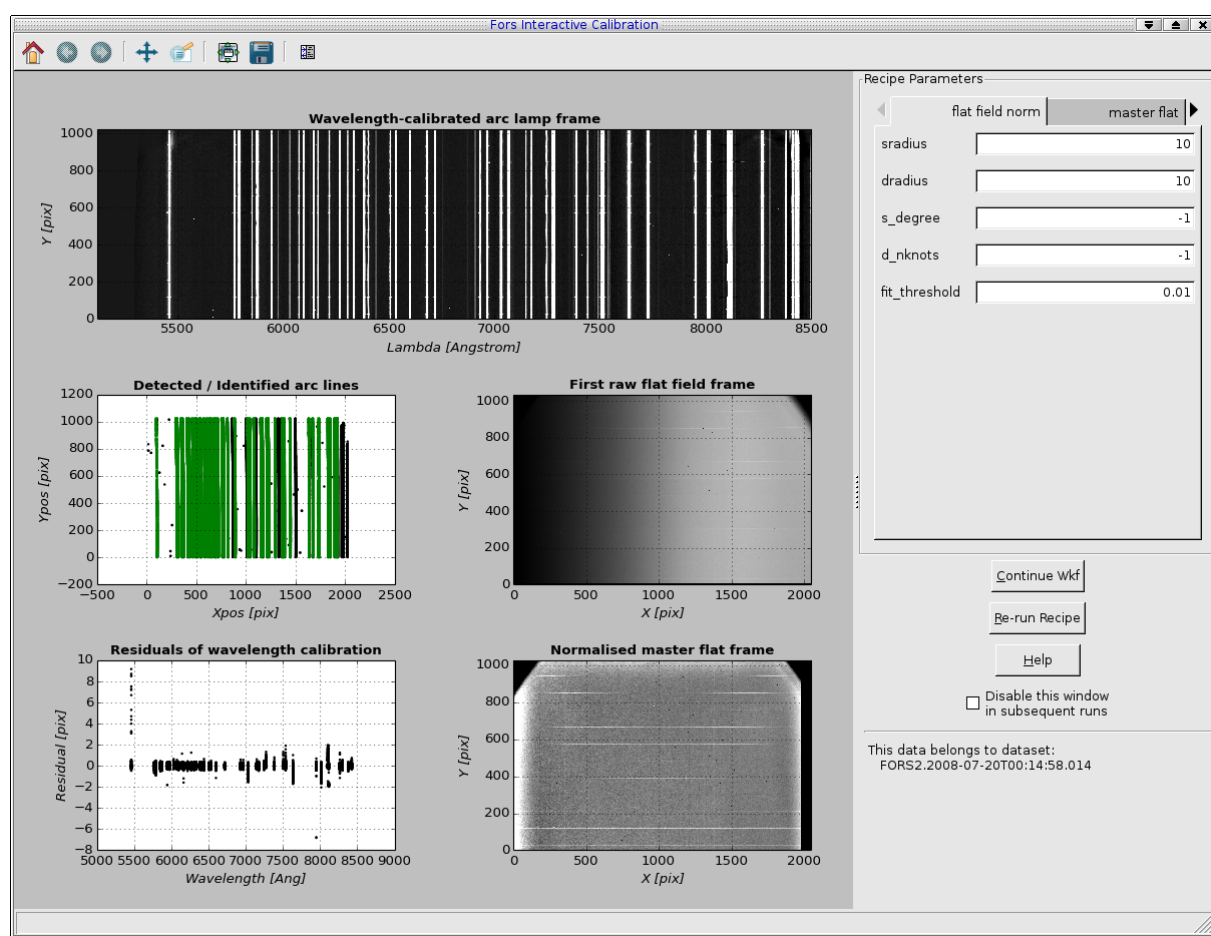 Fors Interactive Calibration
Recipe Parameters
flat field norm master flat
sradius 10
dradius 10
s_degree -1
d_nknots -1
fit_threshold 0.01
Wavelength-calibrated arc lamp frame
1000
800
600
400
200
0
Y [pix]
5500 6000 6500 7000 7500 8000 8500
Lambda [Angstrom]
Detected / Identified arc lines
1200
1000
800
600
400
200
0
−200
Ypos [pix]
−500 0 500 1000 1500 2000 2500
Xpos [pix]
First raw flat field frame
1000
800
600
400
200
0
Y [pix]
0 500 1000 1500 2000
X [pix]
Residuals of wavelength calibration
10
8
6
4
2
0
−2
−4
−6
−8
Residual [pix]
5000 5500 6000 6500 7000 7500 8000 8500 9000
Wavelength [Ang]
Normalised master flat frame
1000
800
600
400
200
0
Y [pix]
0 500 1000 1500 2000
X [pix]
Continue Wkf
Re-run Recipe
Help
Disable this window
in subsequent runs
This data belongs to dataset:
FORS2.2008-07-20T00:14:58.014